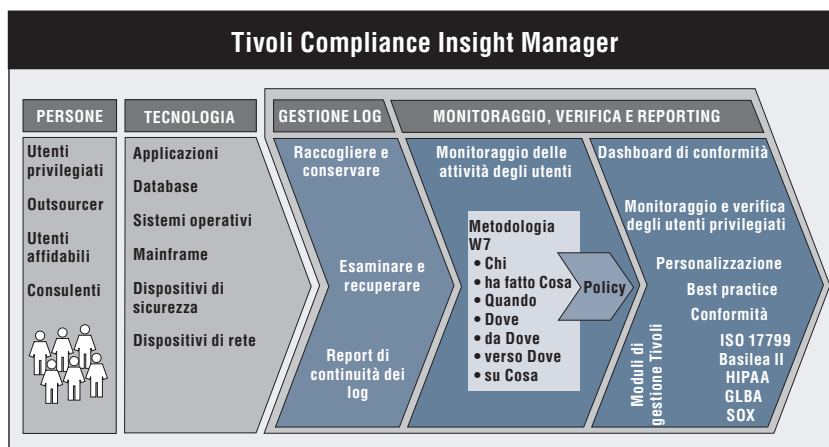 Tivoli Compliance Insight Manager
PERSONE
Utenti
privilegiati
Outsourcer
Utenti
affidabili
Consulenti
TECNOLOGIA
Applicazioni
Database
Sistemi operativi
Mainframe
Dispositivi di
sicurezza
Dispositivi di rete
GESTIONE LOG
Raccogliere e
conservare
Esaminare e
recuperare
Report di
continuità dei
log
MONITORAGGIO, VERIFICA E REPORTING
Monitoraggio delle
attività degli utenti
Metodologia
W7
• Chi
• ha fatto Cosa
• Quando
• Dove
• da Dove
• verso Dove
• su Cosa
Policy
Dashboard di conformità
Monitoraggio e verifica
degli utenti privilegiati
Personalizzazione
Best practice
Conformità
Moduli di
gestione Tivoli
ISO 17799
Basilea II
HIPAA
GLBA
SOX